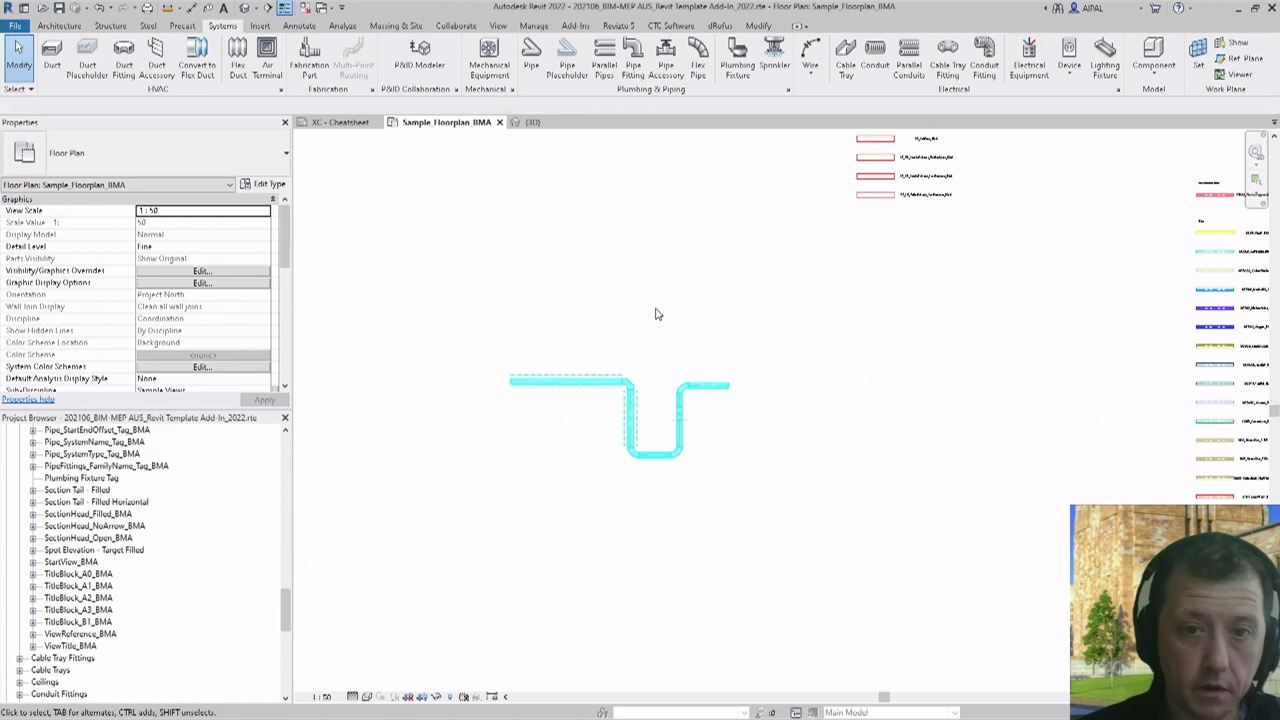 Autodesk Revit 2022 - 202106_BIM-MEP AUS_Revit Template Add-In_2022.rte - Floor Plan: Sample_Floorplan_BMA
AIPAL
File Architecture Structure Steel Precast Systems Insert Annotate Analyze Massing & Site Collaborate View Manage Add-Ins Revizto 5 CTC Software dRofus Modify
Modify
Duct
Duct Placeholder
Duct Fitting
Duct Accessory
Convert to Flex Duct
Flex Duct
Air Terminal
Fabrication Part
Multi-Point Routing
P&ID Modeler
Mechanical Equipment
Pipe
Pipe Placeholder
Parallel Pipes
Pipe Fitting
Pipe Accessory
Flex Pipe
Plumbing Fixture
Sprinkler
Wire
Cable Tray
Conduit
Parallel Conduits
Cable Tray Fitting
Conduit Fitting
Electrical Equipment
Device
Lighting Fixture
Component
Set
Show
Ref Plane
Viewer
Select HVAC Fabrication P&ID Collaboration Mechanical Plumbing & Piping Electrical Model Work Plane
Properties
XC - Cheatsheet
Sample_Floorplan_BMA
{3D}
Floor Plan
Floor Plan: Sample_Floorplan_BMA
Edit Type
Graphics
View Scale 1 : 50
Scale Value 1: 50
Display Model Normal
Detail Level Fine
Parts Visibility Show Original
Visibility/Graphics Overrides Edit...
Graphic Display Options Edit...
Orientation Project North
Wall Join Display Clean all wall joins
Discipline Coordination
Show Hidden Lines By Discipline
Color Scheme Location Background
Color Scheme <none>
System Color Schemes Edit...
Default Analysis Display Style None
Sub-Discipline Sample Views
Properties help
Apply
Project Browser - 202106_BIM-MEP AUS_Revit Template Add-In_2022.rte
Pipe_StartEndOffset_Tag_BMA
Pipe_SystemName_Tag_BMA
Pipe_SystemType_Tag_BMA
PipeFittings_FamilyName_Tag_BMA
Plumbing Fixture Tag
Section Tail - Filled
Section Tail - Filled Horizontal
SectionHead_Filled_BMA
SectionHead_NoArrow_BMA
SectionHead_Open_BMA
Spot Elevation - Target Filled
StartView_BMA
TitleBlock_A0_BMA
TitleBlock_A1_BMA
TitleBlock_A2_BMA
TitleBlock_A3_BMA
TitleBlock_B1_BMA
ViewReference_BMA
ViewTitle_BMA
Cable Tray Fittings
Cable Trays
Ceilings
Conduit Fittings
1 : 50
Click to select, TAB for alternates, CTRL adds, SHIFT unselects.
:0
Main Model